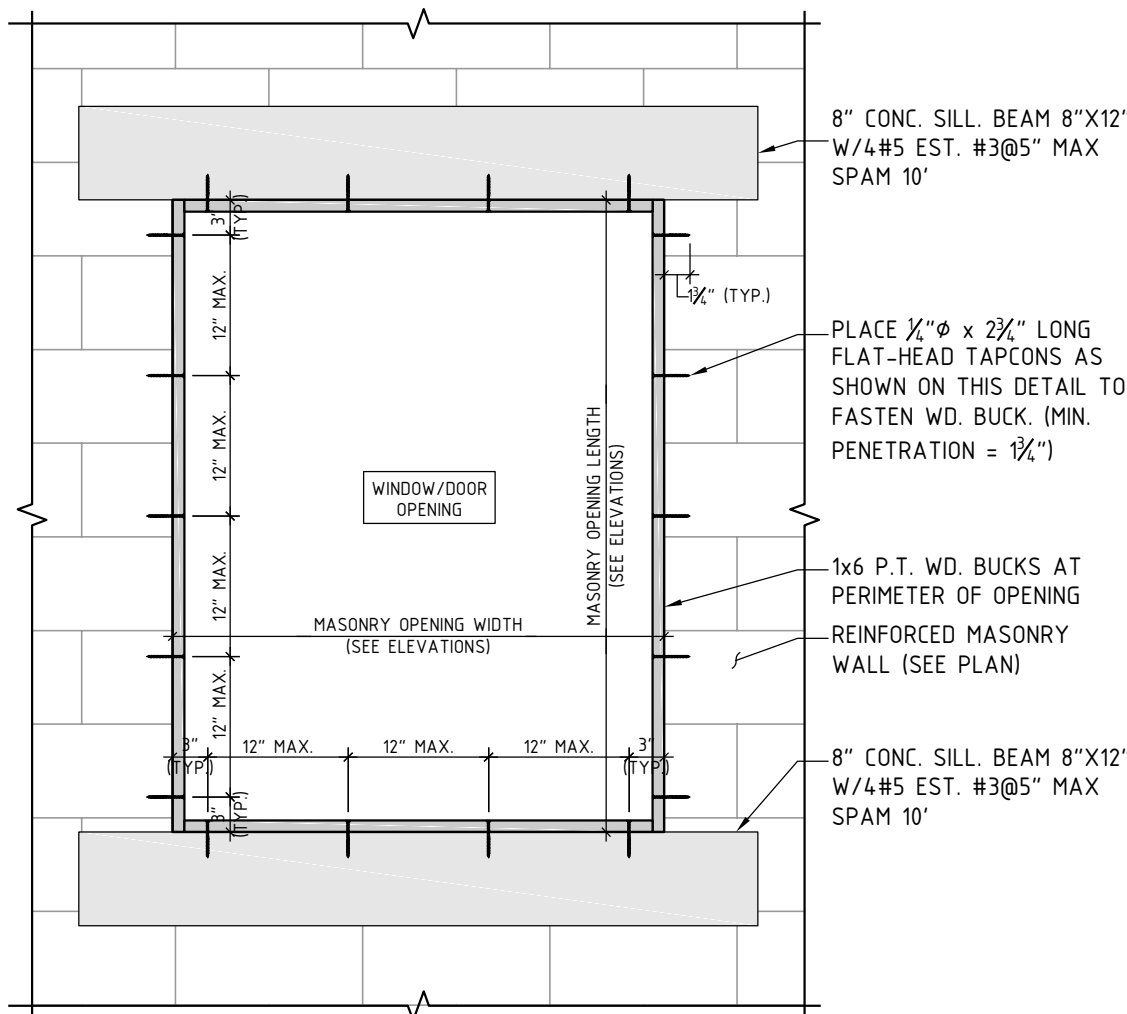 8" CONC. SILL. BEAM 8"X12"
W/4#5 EST. #3@5" MAX
SPAM 10'
3"
(TYP.)
12" MAX.
12" MAX.
12" MAX.
12" MAX.
3"
(TYP.)
1¾" (TYP.)
PLACE ¼"Ø x 2¾" LONG
FLAT-HEAD TAPCONS AS
SHOWN ON THIS DETAIL TO
FASTEN WD. BUCK. (MIN.
PENETRATION = 1¾")
MASONRY OPENING LENGTH
(SEE ELEVATIONS)
WINDOW/DOOR
OPENING
1x6 P.T. WD. BUCKS AT
PERIMETER OF OPENING
MASONRY OPENING WIDTH
(SEE ELEVATIONS)
REINFORCED MASONRY
WALL (SEE PLAN)
3"
(TYP.)
12" MAX.
12" MAX.
12" MAX.
3"
(TYP.)
8" CONC. SILL. BEAM 8"X12"
W/4#5 EST. #3@5" MAX
SPAM 10'